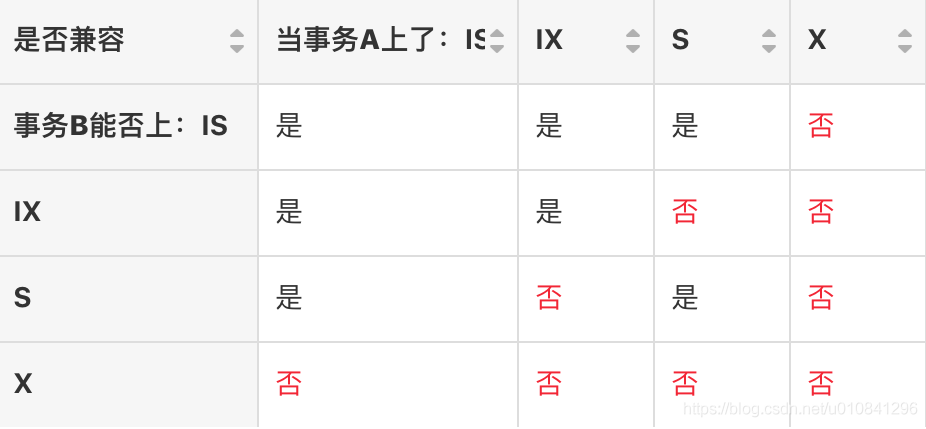 是否兼容 当事务A上了：IS IX S X
事务B能否上：IS 是 是 是 否
IX 是 是 否 否
S 是 否 是 否
X 否 否 否 否
https://blog.csdn.net/u010841296